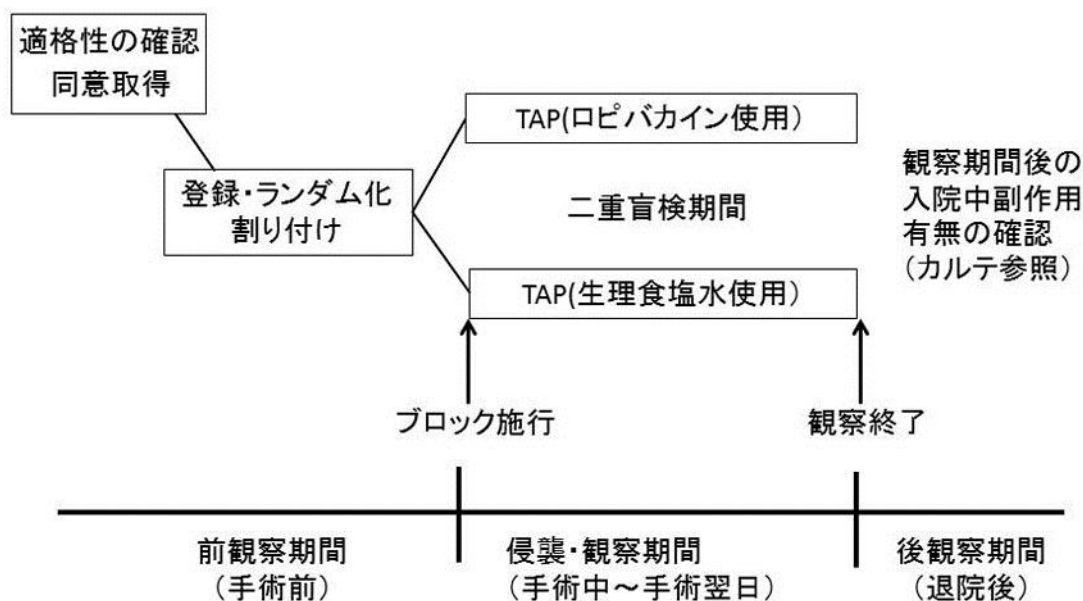 適格性の確認
同意取得
登録・ランダム化
割り付け
TAP(ロピバカイン使用）
二重盲検期間
TAP(生理食塩水使用）
観察期間後の
入院中副作用
有無の確認
（カルテ参照）
ブロック施行
観察終了
前観察期間
（手術前）
侵襲・観察期間
（手術中～手術翌日）
後観察期間
（退院後）